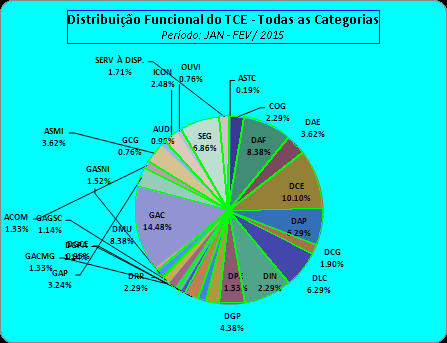 Distribuição Funcional do TCE - Todas as Categorias
Período: JAN - FEV / 2015
SERV À DISP.
1.71%
ICON
2.48%
OUVI
0.76%
ASTC
0.19%
COG
2.29%
DAE
3.62%
DAF
8.38%
DCE
10.10%
DAP
6.29%
DCG
1.90%
DLC
6.29%
DIN
2.29%
1.33%
DGP
4.38%
DRR
2.29%
GAP
3.24%
GACMG
1.33%
GAGSC
1.14%
DMU
8.38%
ACOM
1.33%
GAC
14.48%
GASNI
1.52%
GCG
0.76%
ASMI
3.62%
AUD
SEG
6.86%